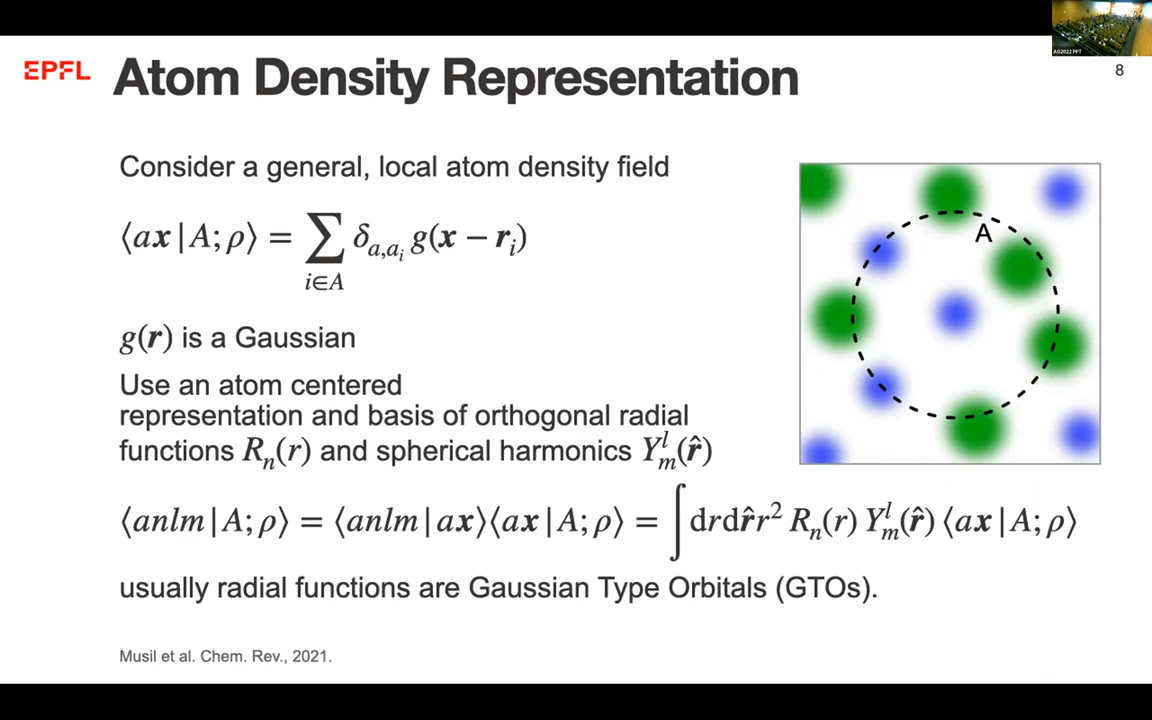 AG2022 PPT
EPFL
Atom Density Representation
8
Consider a general, local atom density field
⟨ax|A; ρ⟩ = ∑_{i∈A} δ_{a,a_i} g(x − r_i)
A
g(r) is a Gaussian
Use an atom centered
representation and basis of orthogonal radial
functions R_n(r) and spherical harmonics Y_m^l(r̂)
⟨anlm|A; ρ⟩ = ⟨anlm|ax⟩⟨ax|A; ρ⟩ = ∫ drdr̂r² R_n(r) Y_m^l(r̂) ⟨ax|A; ρ⟩
usually radial functions are Gaussian Type Orbitals (GTOs).
Musil et al. Chem. Rev., 2021.